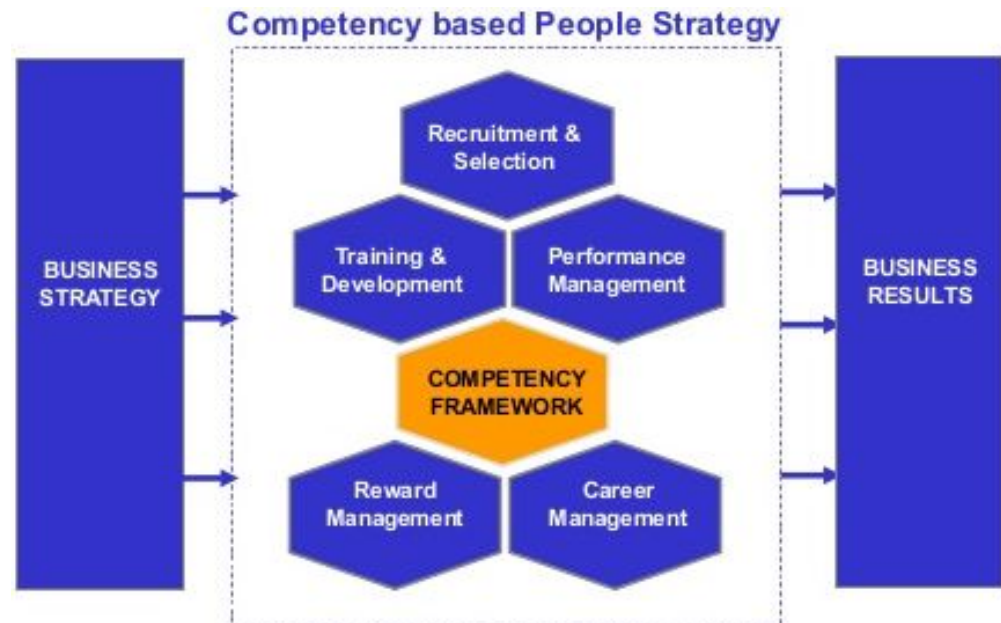 Competency based People Strategy
Recruitment &
Selection
Training &
Development
Performance
Management
BUSINESS
STRATEGY
BUSINESS
RESULTS
COMPETENCY
FRAMEWORK
Reward
Management
Career
Management